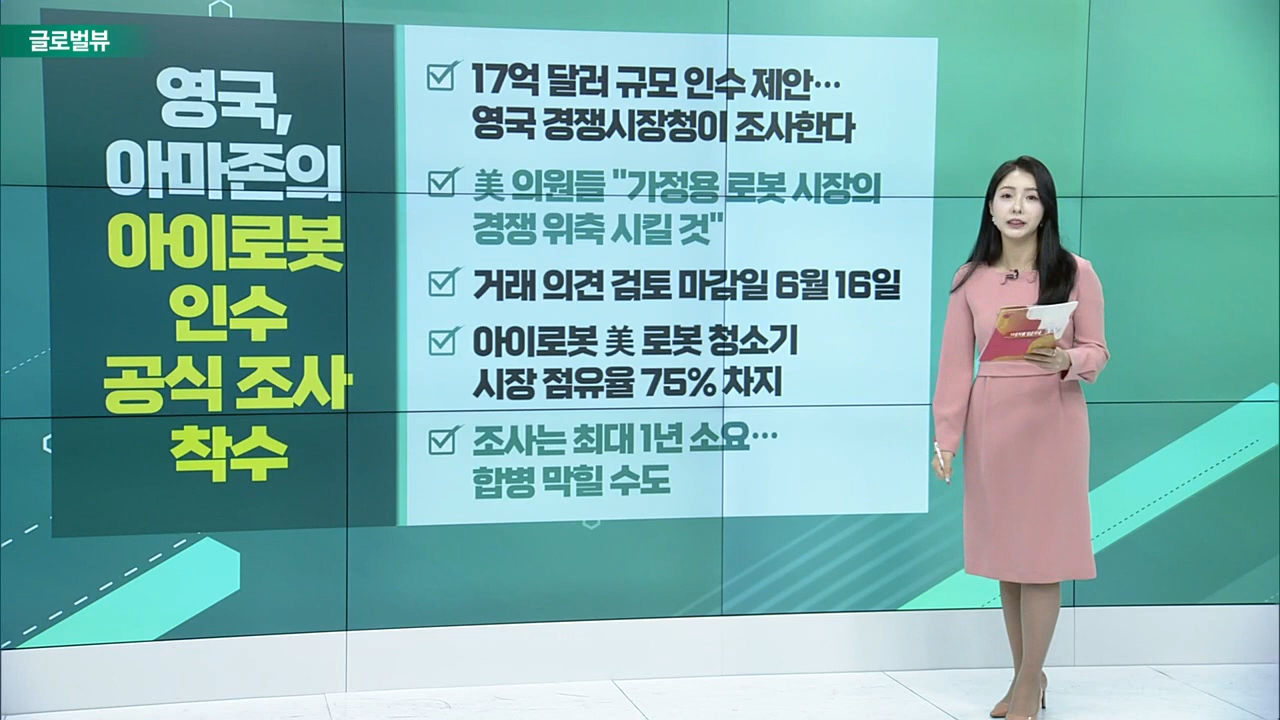 글로벌뷰
영국,
아마존의
아이로봇
인수
공식 조사
착수
17억 달러 규모 인수 제안…
영국 경쟁시장청이 조사한다
美 의원들 "가정용 로봇 시장의
경쟁 위축 시킬 것"
거래 의견 검토 마감일 6월 16일
아이로봇 美 로봇 청소기
시장 점유율 75% 차지
조사는 최대 1년 소요…
합병 막힐 수도